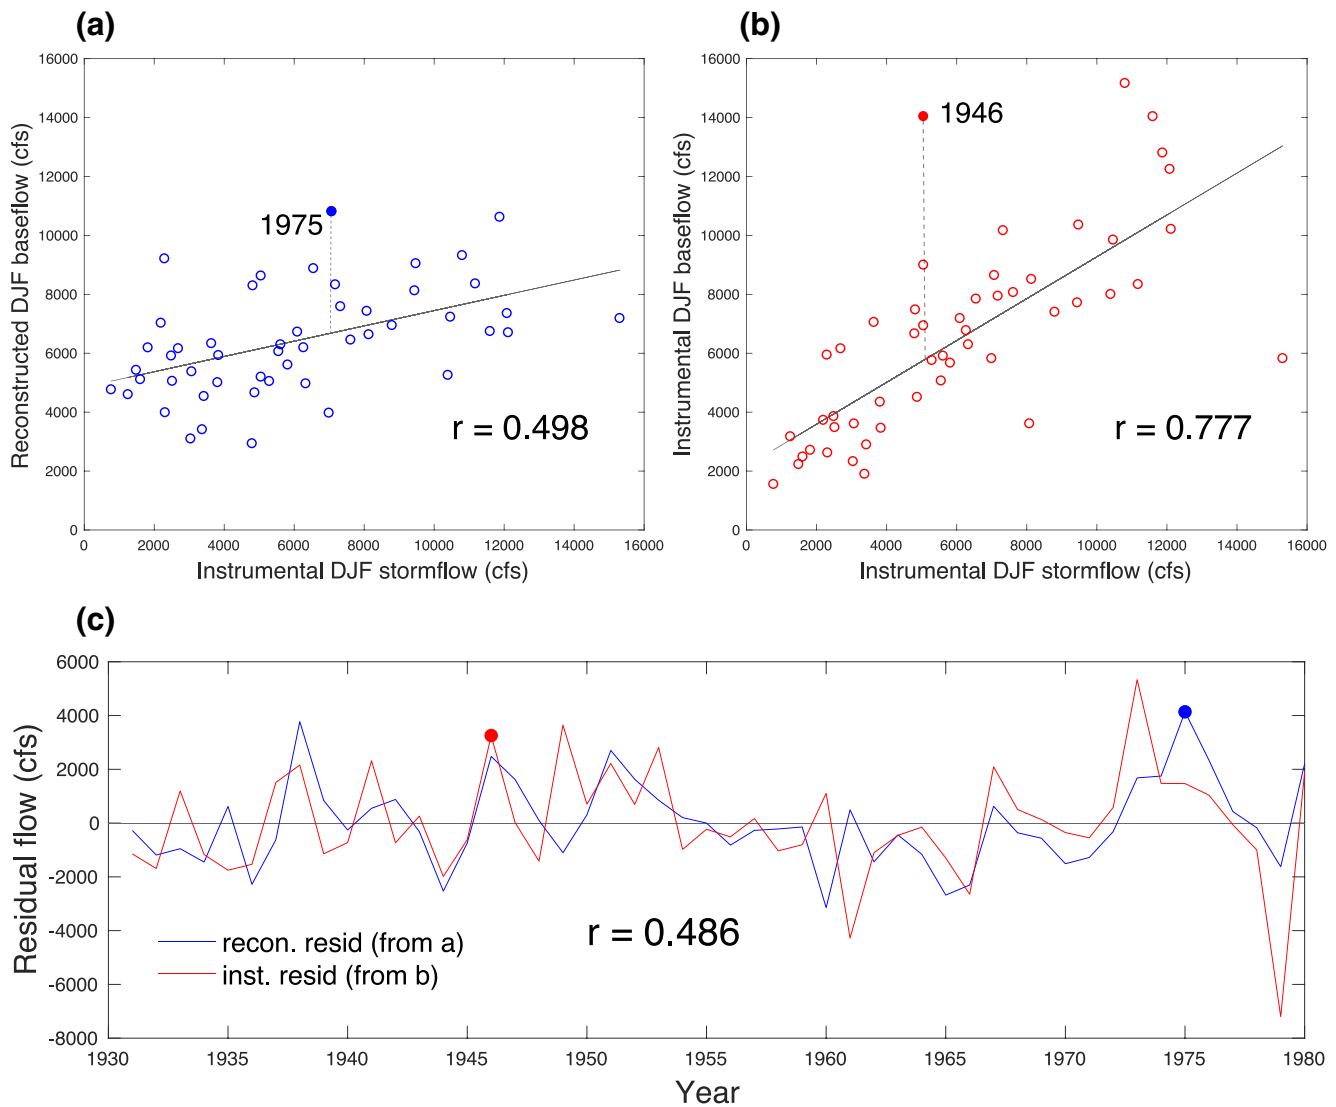 (a)
16000
14000
12000
10000
8000
6000
4000
2000
0
Reconstructed DJF baseflow (cfs)
1975
r = 0.498
0 2000 4000 6000 8000 10000 12000 14000 16000
Instrumental DJF stormflow (cfs)
(b)
16000
14000
12000
10000
8000
6000
4000
2000
0
Instrumental DJF baseflow (cfs)
1946
r = 0.777
0 2000 4000 6000 8000 10000 12000 14000 16000
Instrumental DJF stormflow (cfs)
(c)
6000
4000
2000
0
-2000
-4000
-6000
-8000
Residual flow (cfs)
r = 0.486
recon. resid (from a)
inst. resid (from b)
1930 1935 1940 1945 1950 1955 1960 1965 1970 1975 1980
Year